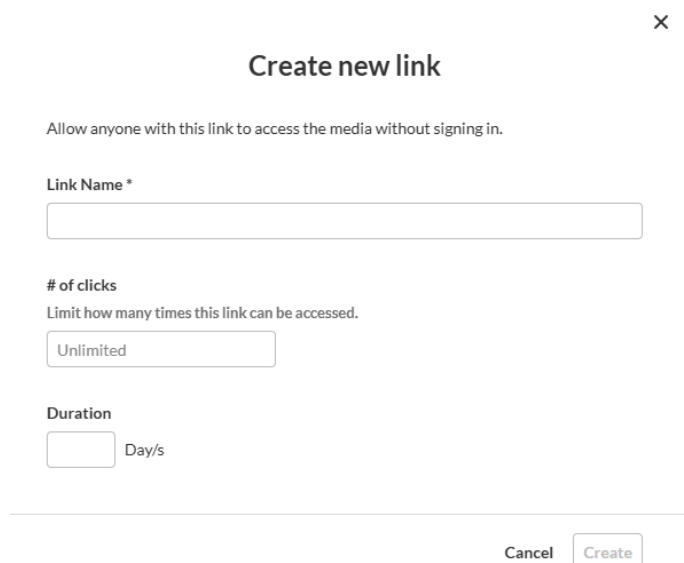 Create new link
Allow anyone with this link to access the media without signing in.
Link Name *
# of clicks
Limit how many times this link can be accessed.
Unlimited
Duration
Day/s
Cancel Create